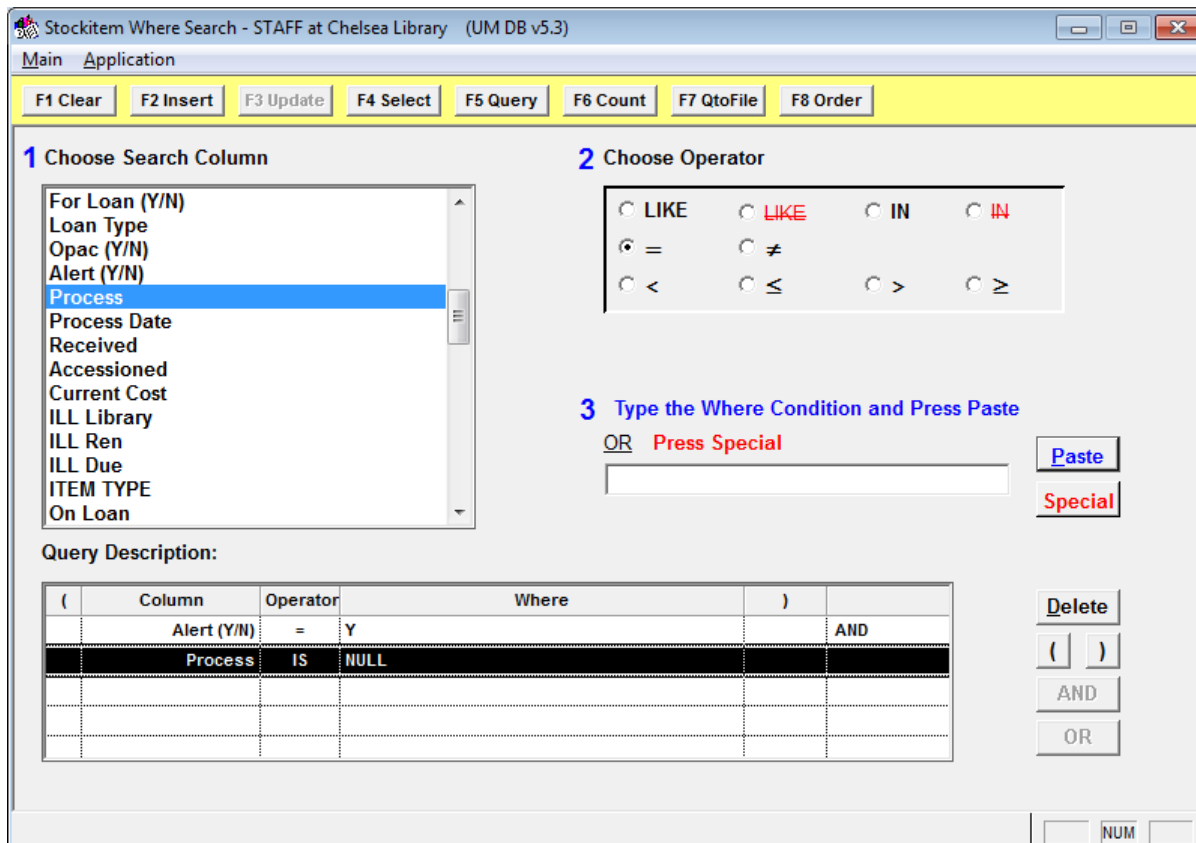 Stockitem Where Search - STAFF at Chelsea Library (UM DB v5.3)
Main Application
F1 Clear F2 Insert F3 Update F4 Select F5 Query F6 Count F7 QtoFile F8 Order
1 Choose Search Column
For Loan (Y/N)
Loan Type
Opac (Y/N)
Alert (Y/N)
Process
Process Date
Received
Accessioned
Current Cost
ILL Library
ILL Ren
ILL Due
ITEM TYPE
On Loan
2 Choose Operator
LIKE LIKE IN IN
= ≠
< ≤ > ≥
3 Type the Where Condition and Press Paste
OR Press Special
Paste
Special
Query Description:
( Column Operator Where )
Alert (Y/N) = Y AND
Process IS NULL
Delete
( )
AND
OR
NUM